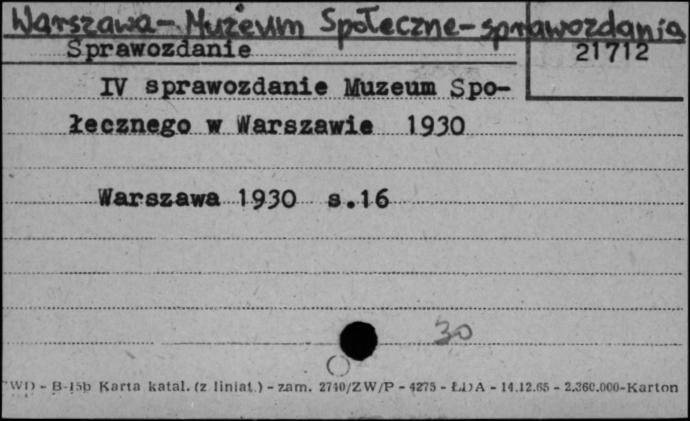 Warszawa - Muzeum Społeczne - sprawozdania
Sprawozdanie
21712
IV sprawozdanie Muzeum Spo-
łecznego w Warszawie 1930
Warszawa 1930 s.16
30
WD - B-15b Karta katal. (z liniat.) - zam. 2740/ZW/P - 4275 - ŁDA - 14.12.65 - 2.360.000-Karton